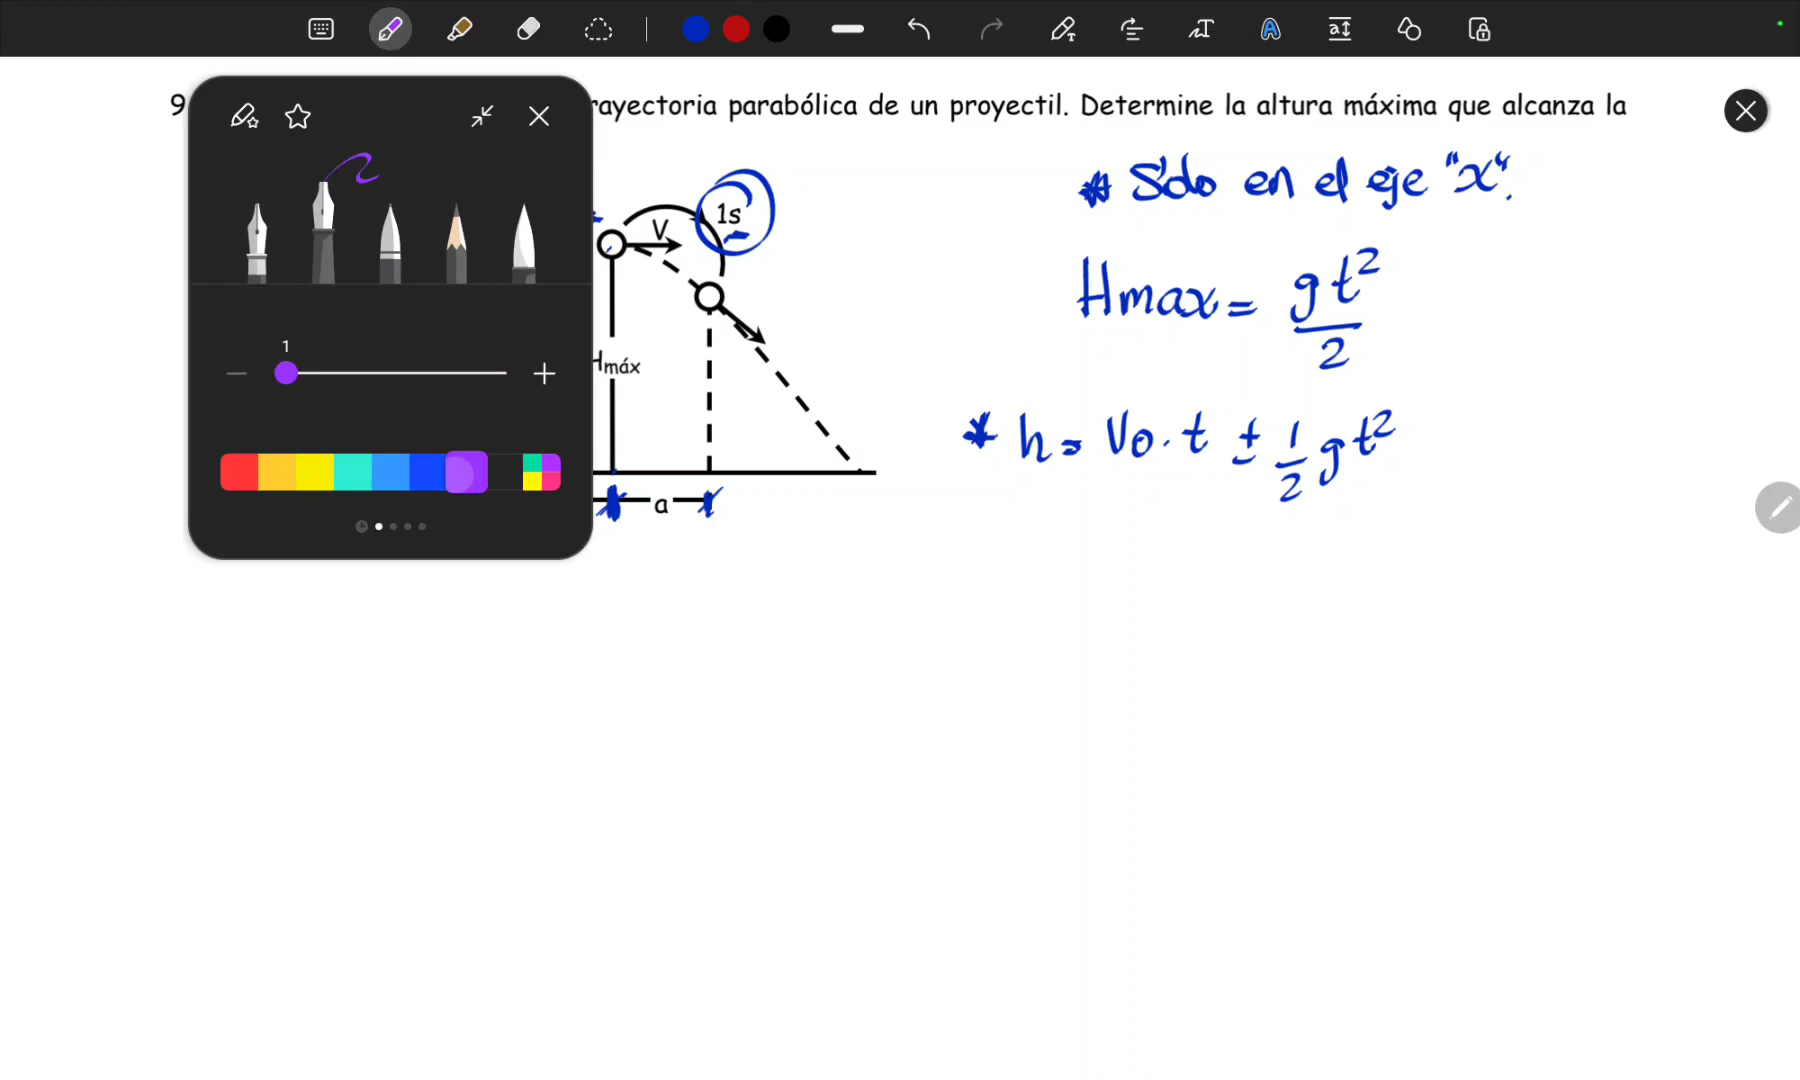 9
rayectoria parabólica de un proyectil. Determine la altura máxima que alcanza la
* Sólo en el eje "x".
1s
V
Hmax = gt²/2
1
Hmáx
* h = Vo.t ± 1/2 gt²
a